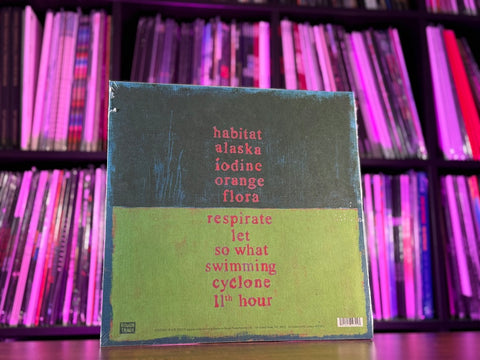 habitat
alaska
iodine
orange
flora
respirate
let
so what
swimming
cyclone
11th hour